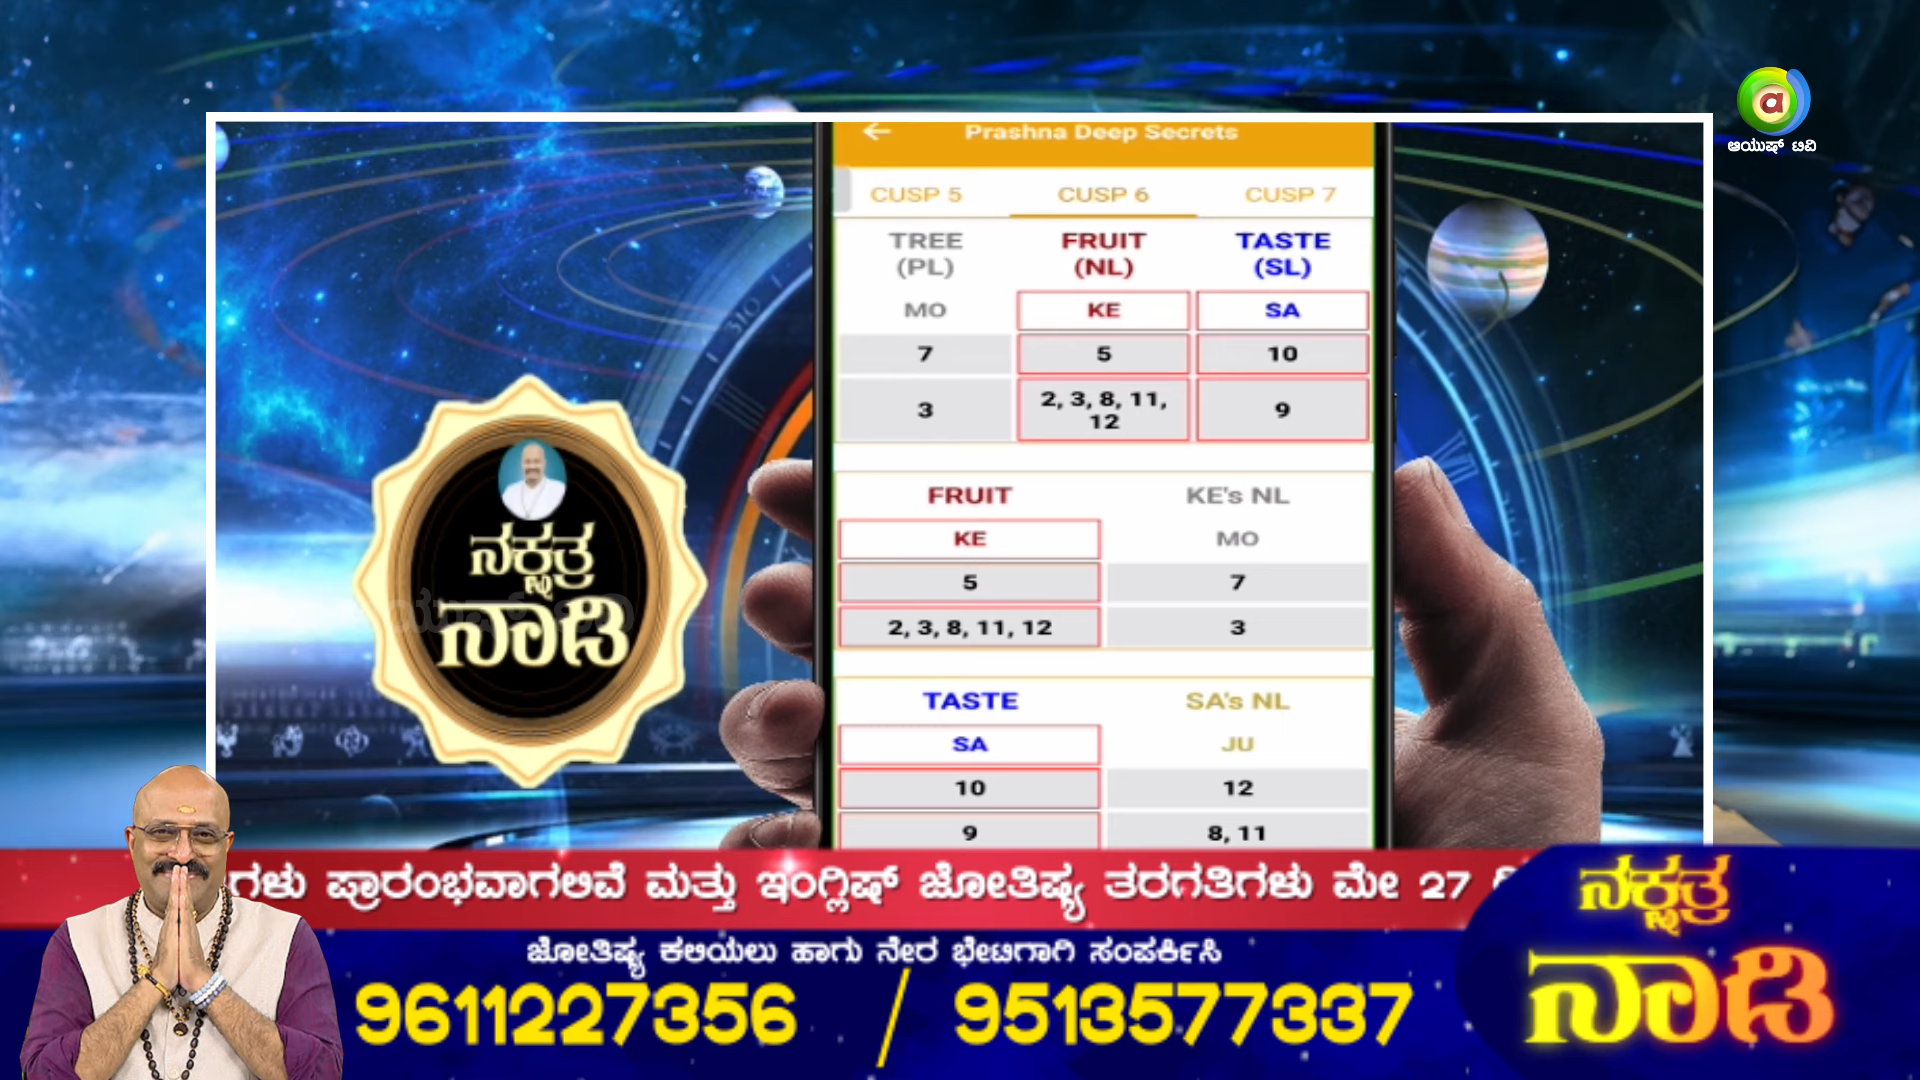 ಆಯುಷ್ ಟಿವಿ
Prashna Deep Secrets
CUSP 5 CUSP 6 CUSP 7
TREE (PL) FRUIT (NL) TASTE (SL)
MO KE SA
7 5 10
3 2, 3, 8, 11, 12 9
FRUIT KE's NL
KE MO
5 7
2, 3, 8, 11, 12 3
TASTE SA's NL
SA JU
10 12
9 8, 11
ನಕ್ಷತ್ರ
ನಾಡಿ
ಗಳು ಪ್ರಾರಂಭವಾಗಲಿವೆ ಮತ್ತು ಇಂಗ್ಲಿಷ್ ಜೋತಿಷ್ಯ ತರಗತಿಗಳು ಮೇ 27
ಜೋತಿಷ್ಯ ಕಲಿಯಲು ಹಾಗು ನೇರ ಭೇಟಿಗಾಗಿ ಸಂಪರ್ಕಿಸಿ
9611227356 / 9513577337
ನಕ್ಷತ್ರ
ನಾಡಿ